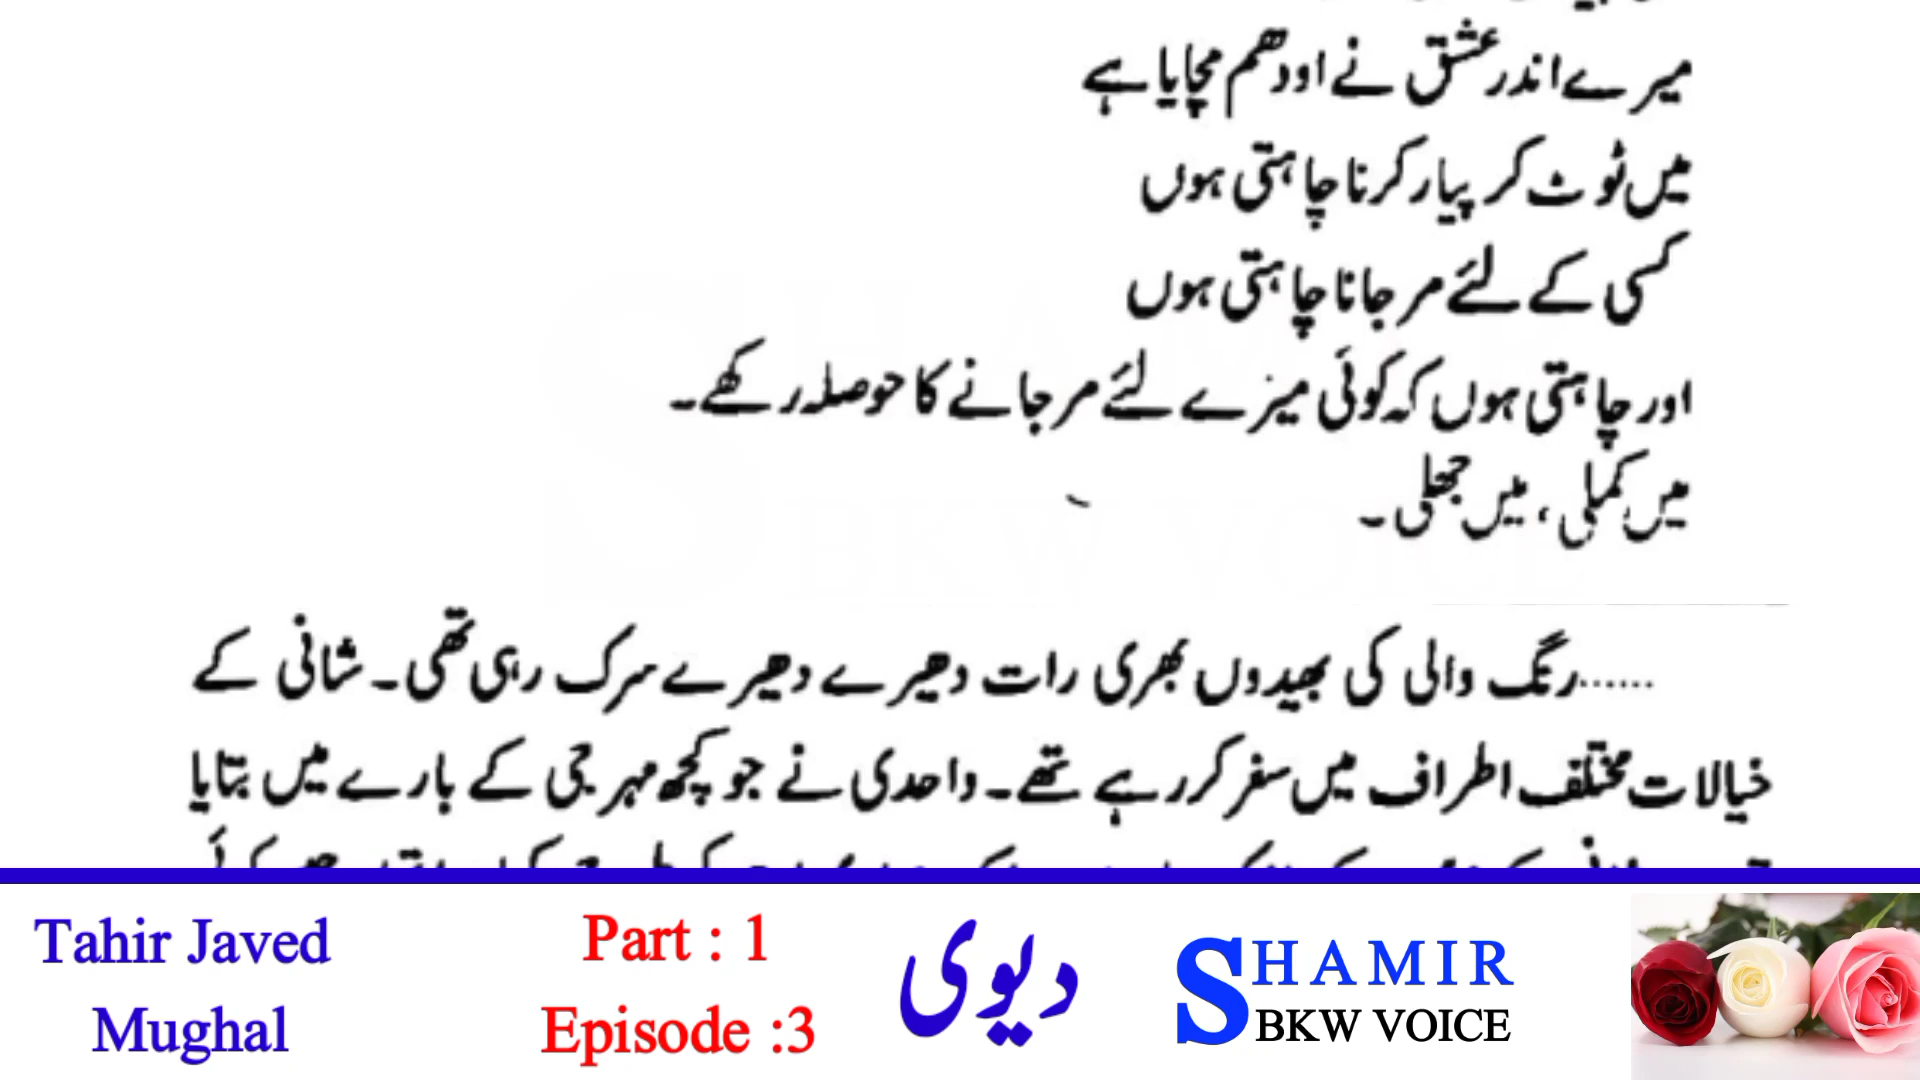 میرے اندر عشق نے اودھم مچایا ہے
میں ٹوٹ کر پیار کرنا چاہتی ہوں
کسی کے لئے مر جانا چاہتی ہوں
اور چاہتی ہوں کہ کوئی میرے لئے مر جانے کا حوصلہ رکھے۔
میں کملی، میں جھلی۔
......رنگ والی کی بھیدوں بھری رات دھیرے دھیرے سرک رہی تھی۔ شانی کے
خیالات مختلف اطراف میں سفر کر رہے تھے۔ واحدی نے جو کچھ مہر جی کے بارے میں بتایا
Tahir Javed
Mughal
Part : 1
Episode :3
دیوی
SHAMIR
BKW VOICE